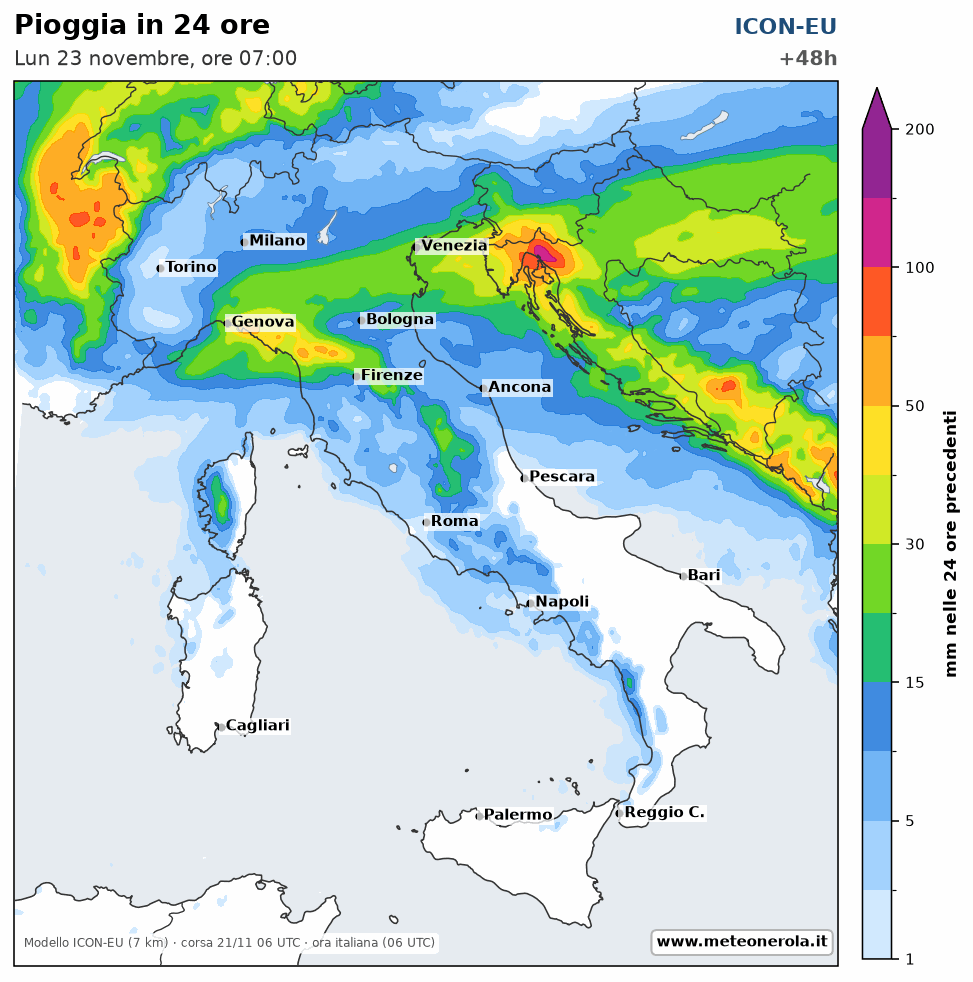 Pioggia in 24 ore
ICON-EU
Lun 23 novembre, ore 07:00
+48h
200
100
50
30
15
5
1
mm nelle 24 ore precedenti
Milano
Venezia
Torino
Genova
Bologna
Firenze
Ancona
Pescara
Roma
Bari
Napoli
Cagliari
Palermo
Reggio C.
Modello ICON-EU (7 km) · corsa 21/11 06 UTC · ora italiana (06 UTC)
www.meteonerola.it